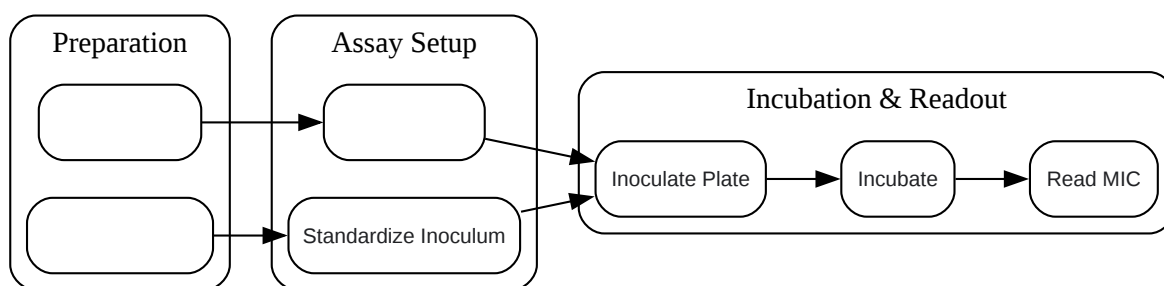 Preparation
Assay Setup
Incubation & Readout
Inoculate Plate
Incubate
Read MIC
Standardize Inoculum